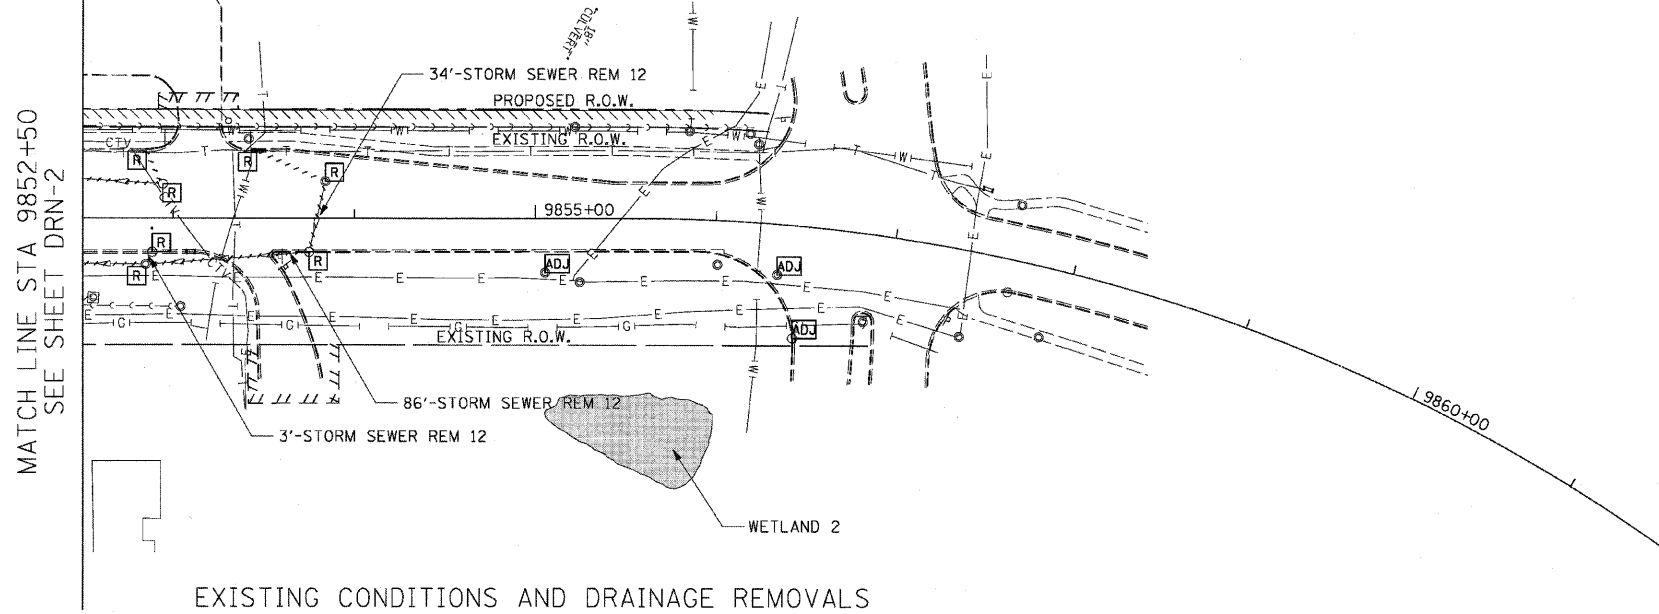 MATCH LINE STA 9852+50
SEE SHEET DRN-2
18"
CULVERT
34'-STORM SEWER REM 12
PROPOSED R.O.W.
EXISTING R.O.W.
CTV
R
R
R
R
9855+00
R
R
R
CTV
ADJ
ADJ
ADJ
EXISTING R.O.W.
86'-STORM SEWER REM 12
3'-STORM SEWER REM 12
9860+00
WETLAND 2
EXISTING CONDITIONS AND DRAINAGE REMOVALS